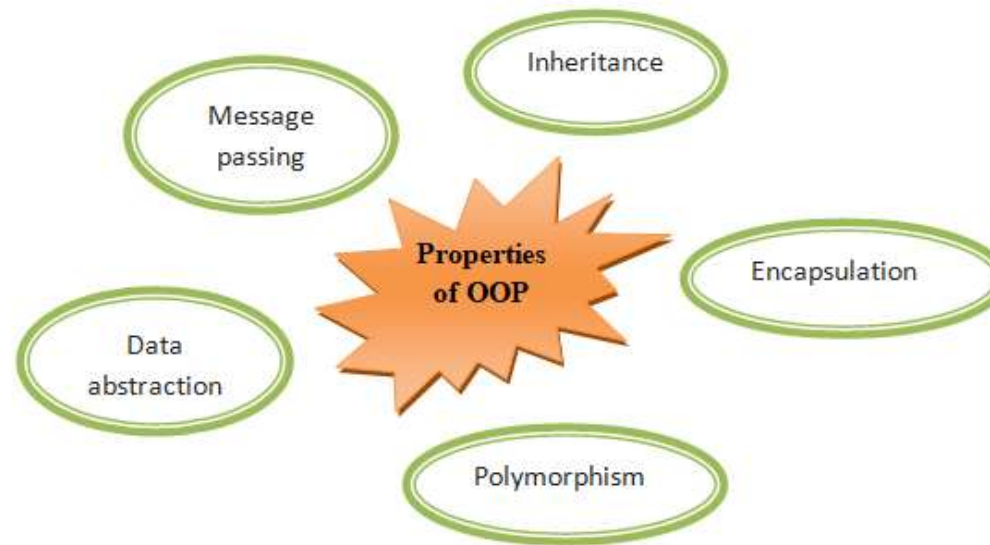 Inheritance
Message
passing
Properties
of OOP
Encapsulation
Data
abstraction
Polymorphism